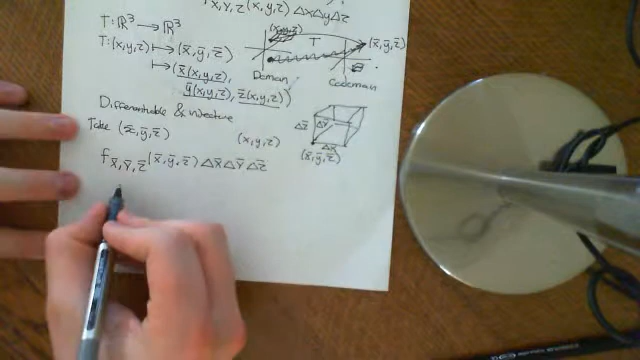 X,Y,Z (x,y,z) ΔxΔyΔz
T: ℝ³ → ℝ³
T: (x,y,z) ↦ (x̄,ȳ,z̄)
↦ (x̄(x,y,z),
ȳ(x,y,z), z̄(x,y,z))
(x,y,z)
T
(x̄,ȳ,z̄)
Domain
Codomain
Differentiable & injective
Take (x̄,ȳ,z̄)
(x,y,z)
Δz̄
Δȳ
Δx̄
(x̄,ȳ,z̄)
f X̄,Ȳ,Z̄ (x̄,ȳ,z̄) Δx̄ Δȳ Δz̄